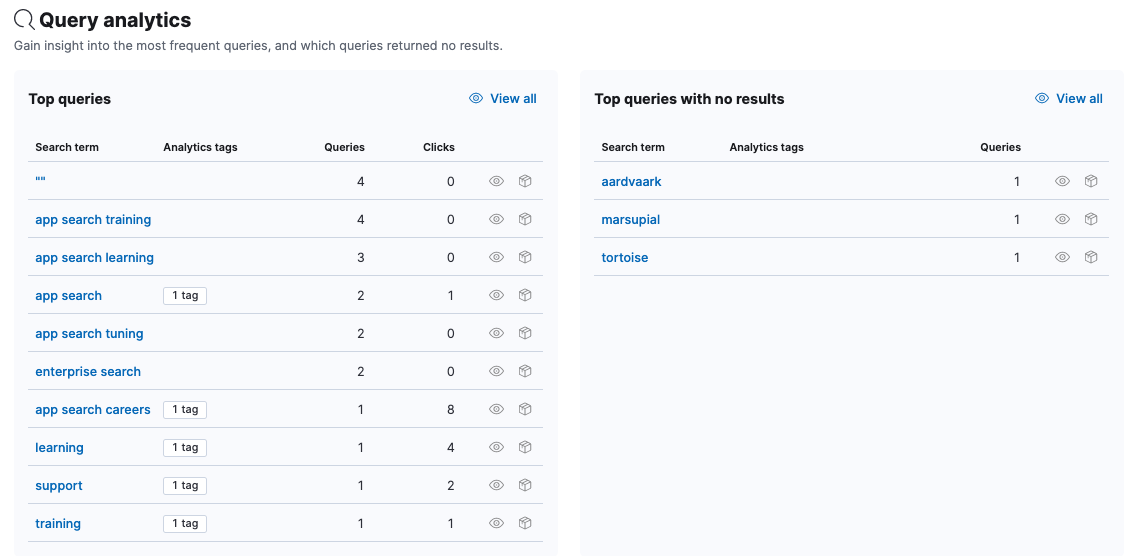 Query analytics
Gain insight into the most frequent queries, and which queries returned no results.
Top queries
View all
Search term Analytics tags Queries Clicks
"" 4 0
app search training 4 0
app search learning 3 0
app search 1 tag 2 1
app search tuning 2 0
enterprise search 2 0
app search careers 1 tag 1 8
learning 1 tag 1 4
support 1 tag 1 2
training 1 tag 1 1
Top queries with no results
View all
Search term Analytics tags Queries
aardvaark 1
marsupial 1
tortoise 1